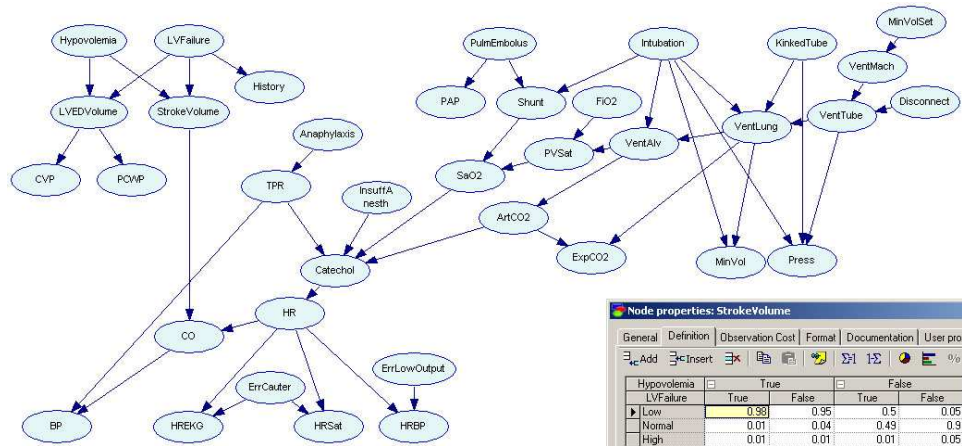 MinVolSet
Hypovolemia
LVFailure
PulmEmbolus
Intubation
KinkedTube
VentMach
History
PAP
Shunt
FiO2
Disconnect
LVEDVolume
StrokeVolume
VentLung
VentTube
Anaphylaxis
PVSat
VentAlv
CVP
PCWP
SaO2
TPR
InsuffA
nesth
ArtCO2
Catechol
ExpCO2
MinVol
Press
HR
CO
ErrCauter
ErrLowOutput
BP
HREKG
HRSat
HRBP
Node properties: StrokeVolume
General Definition Observation Cost Format Documentation User pro
Add Insert Σ=1 1-Σ %
Hypovolemia True False
LVFailure True False True False
Low 0.98 0.95 0.5 0.05
Normal 0.01 0.04 0.49 0.9
High 0.01 0.01 0.01 0.05